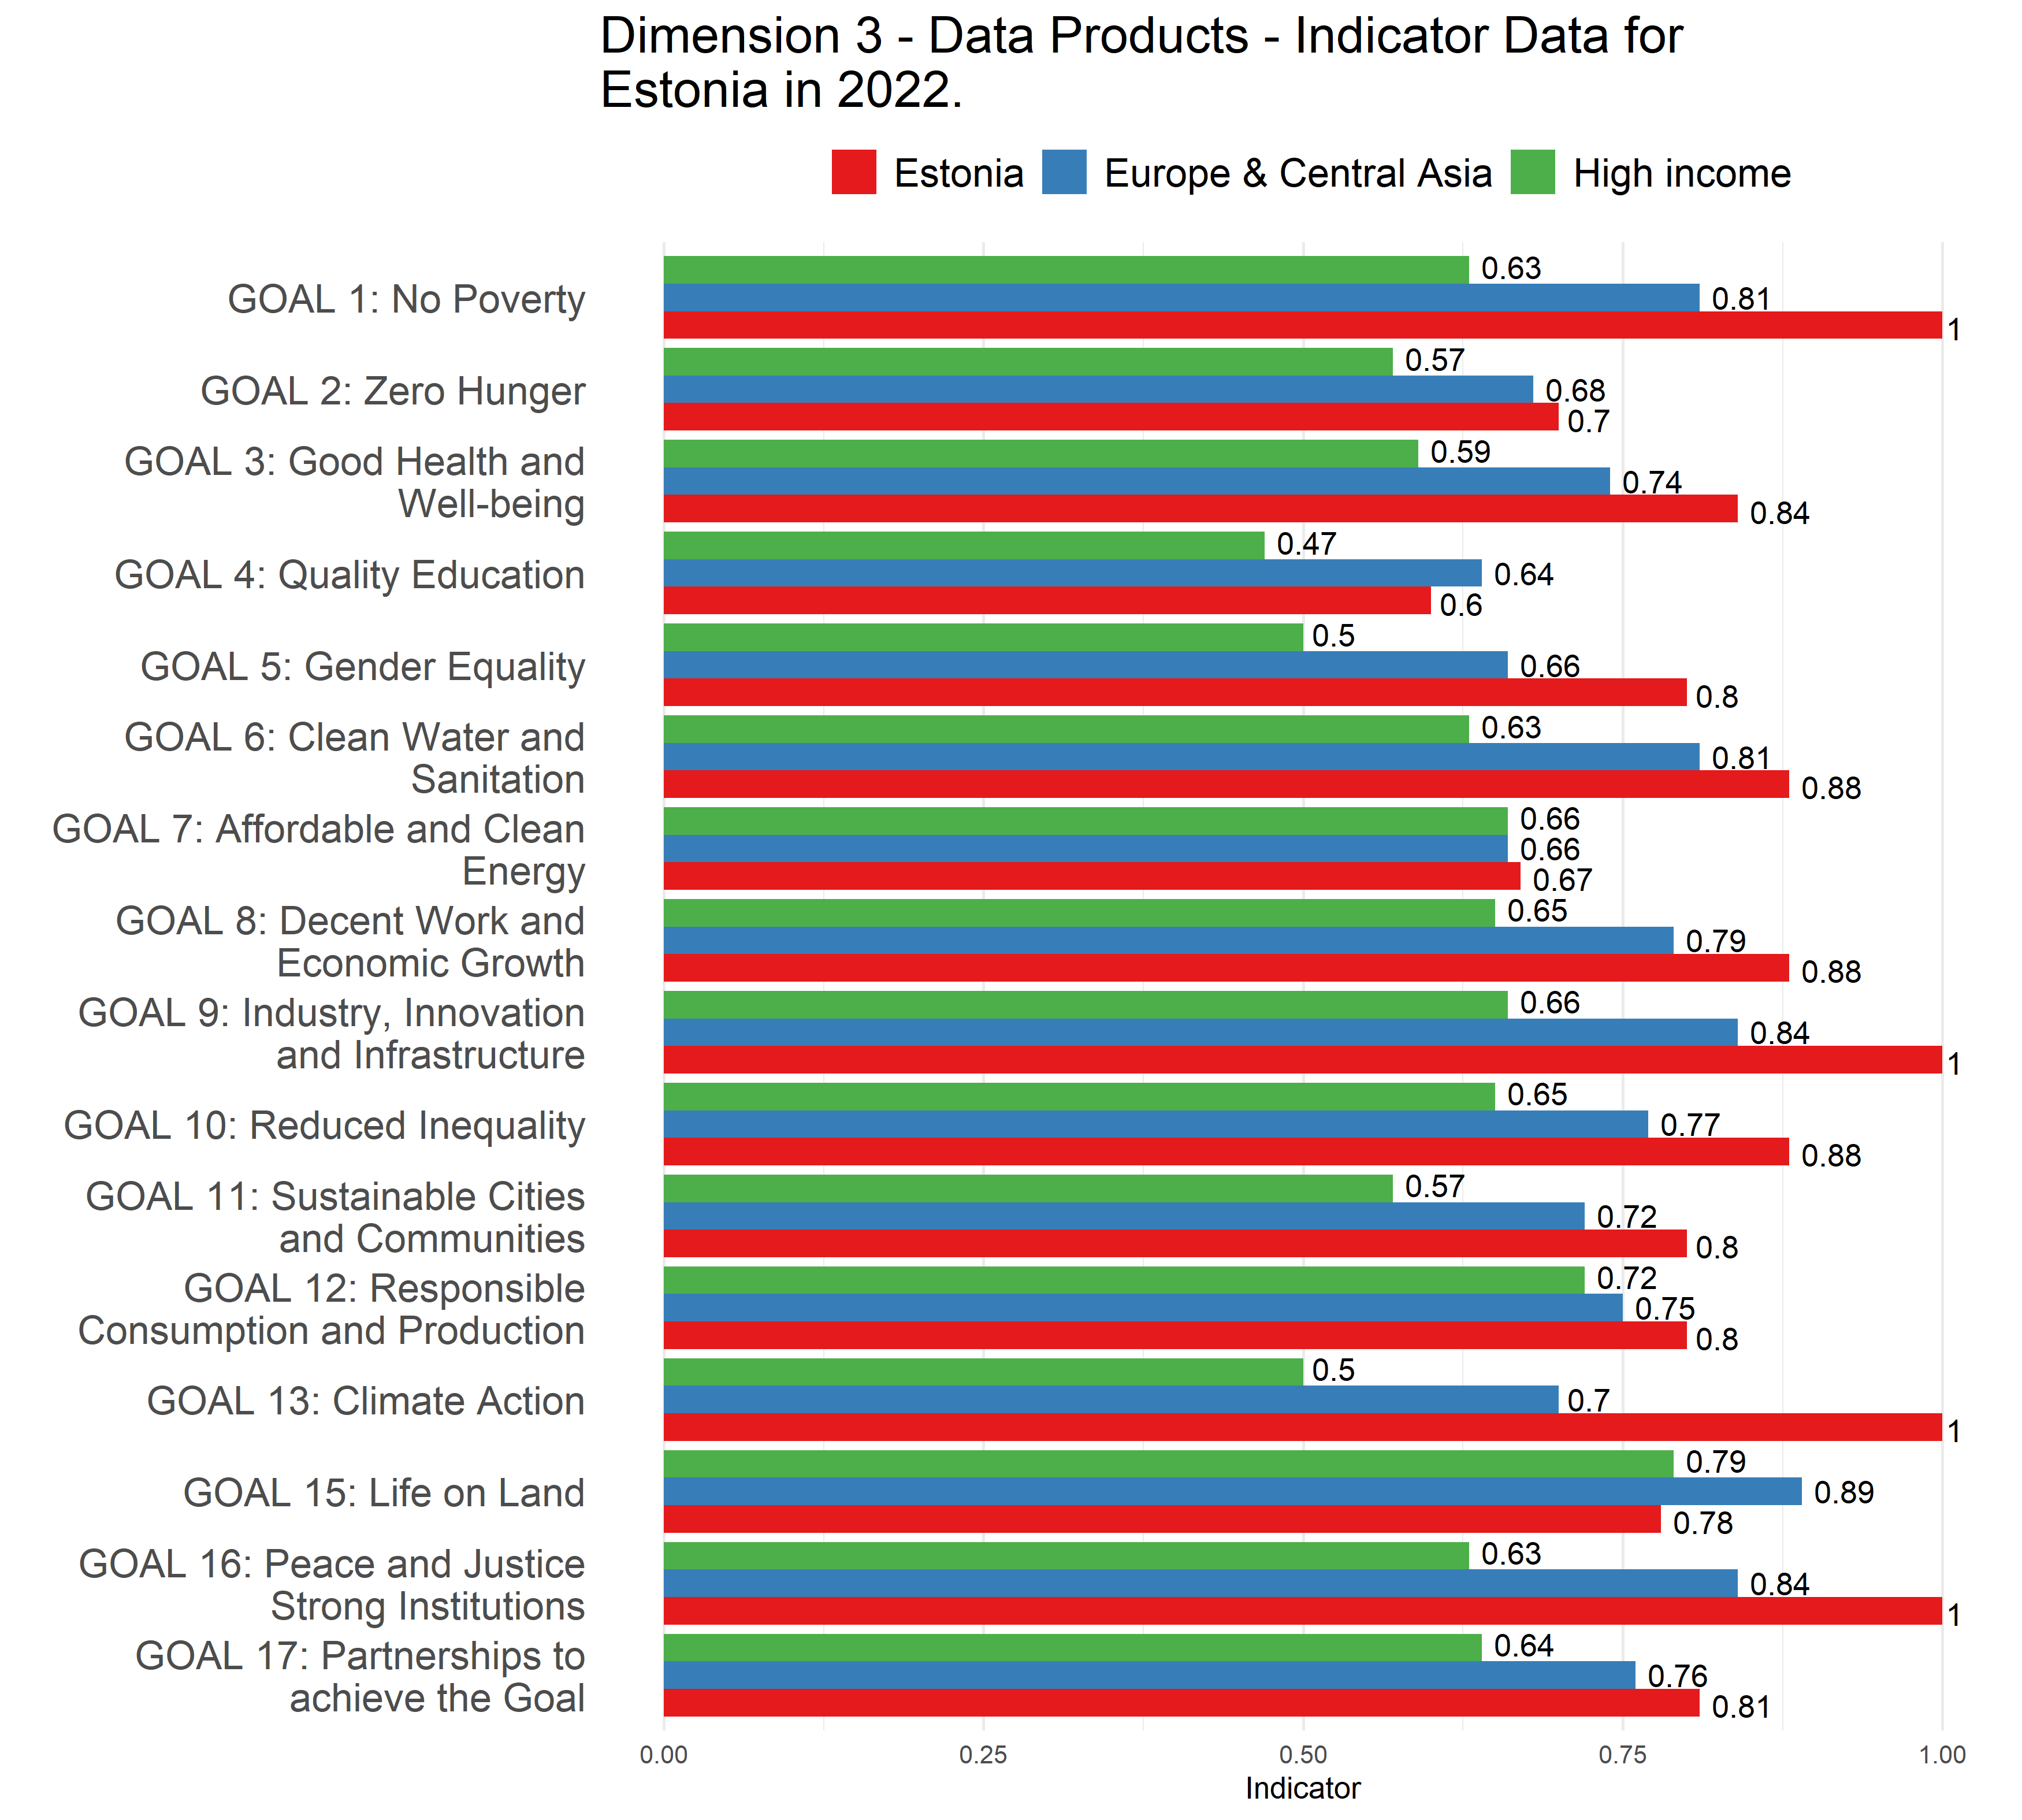 Dimension 3 - Data Products - Indicator Data for
Estonia in 2022.
Estonia
Europe & Central Asia
High income
GOAL 1: No Poverty
0.63
0.81
1
GOAL 2: Zero Hunger
0.57
0.68
0.7
GOAL 3: Good Health and
Well-being
0.59
0.74
0.84
GOAL 4: Quality Education
0.47
0.64
0.6
GOAL 5: Gender Equality
0.5
0.66
0.8
GOAL 6: Clean Water and
Sanitation
0.63
0.81
0.88
GOAL 7: Affordable and Clean
Energy
0.66
0.66
0.67
GOAL 8: Decent Work and
Economic Growth
0.65
0.79
0.88
GOAL 9: Industry, Innovation
and Infrastructure
0.66
0.84
1
GOAL 10: Reduced Inequality
0.65
0.77
0.88
GOAL 11: Sustainable Cities
and Communities
0.57
0.72
0.8
GOAL 12: Responsible
Consumption and Production
0.72
0.75
0.8
GOAL 13: Climate Action
0.5
0.7
1
GOAL 15: Life on Land
0.79
0.89
0.78
GOAL 16: Peace and Justice
Strong Institutions
0.63
0.84
1
GOAL 17: Partnerships to
achieve the Goal
0.64
0.76
0.81
0.00
0.25
0.50
0.75
1.00
Indicator